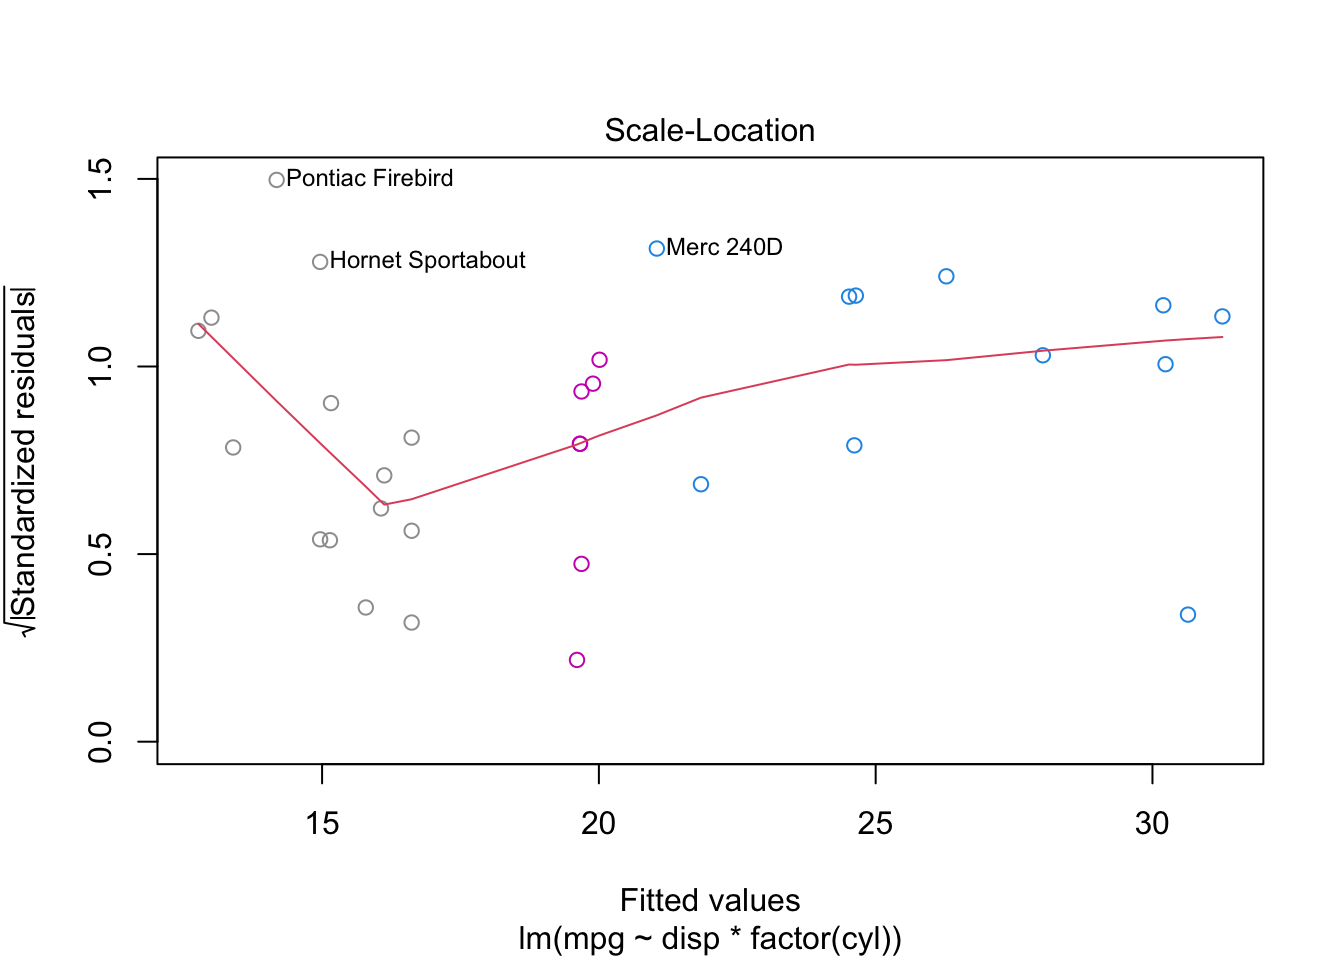 Scale-Location
√|Standardized residuals|
1.5
1.0
0.5
0.0
Pontiac Firebird
Hornet Sportabout
Merc 240D
15 20 25 30
Fitted values
lm(mpg ~ disp * factor(cyl))